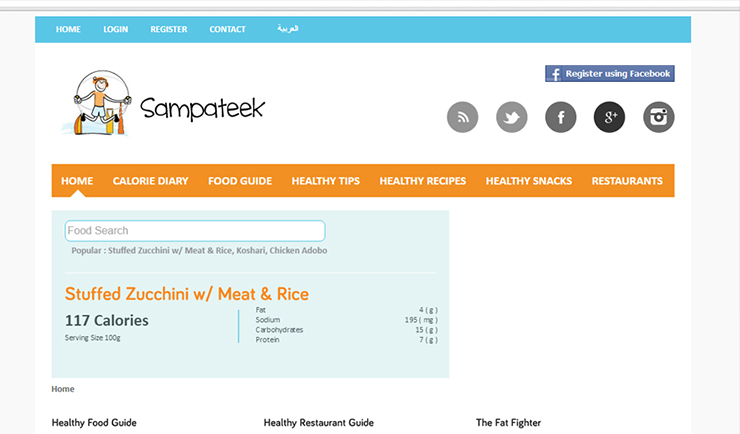 HOME LOGIN REGISTER CONTACT العربية
Register using Facebook
Sampateek
g+
HOME CALORIE DIARY FOOD GUIDE HEALTHY TIPS HEALTHY RECIPES HEALTHY SNACKS RESTAURANTS
Food Search
Popular : Stuffed Zucchini w/ Meat & Rice, Koshari, Chicken Adobo
Stuffed Zucchini w/ Meat & Rice
117 Calories
Serving Size 100g
Fat 4 ( g )
Sodium 195 ( mg )
Carbohydrates 15 ( g )
Protein 7 ( g )
Home
Healthy Food Guide Healthy Restaurant Guide The Fat Fighter